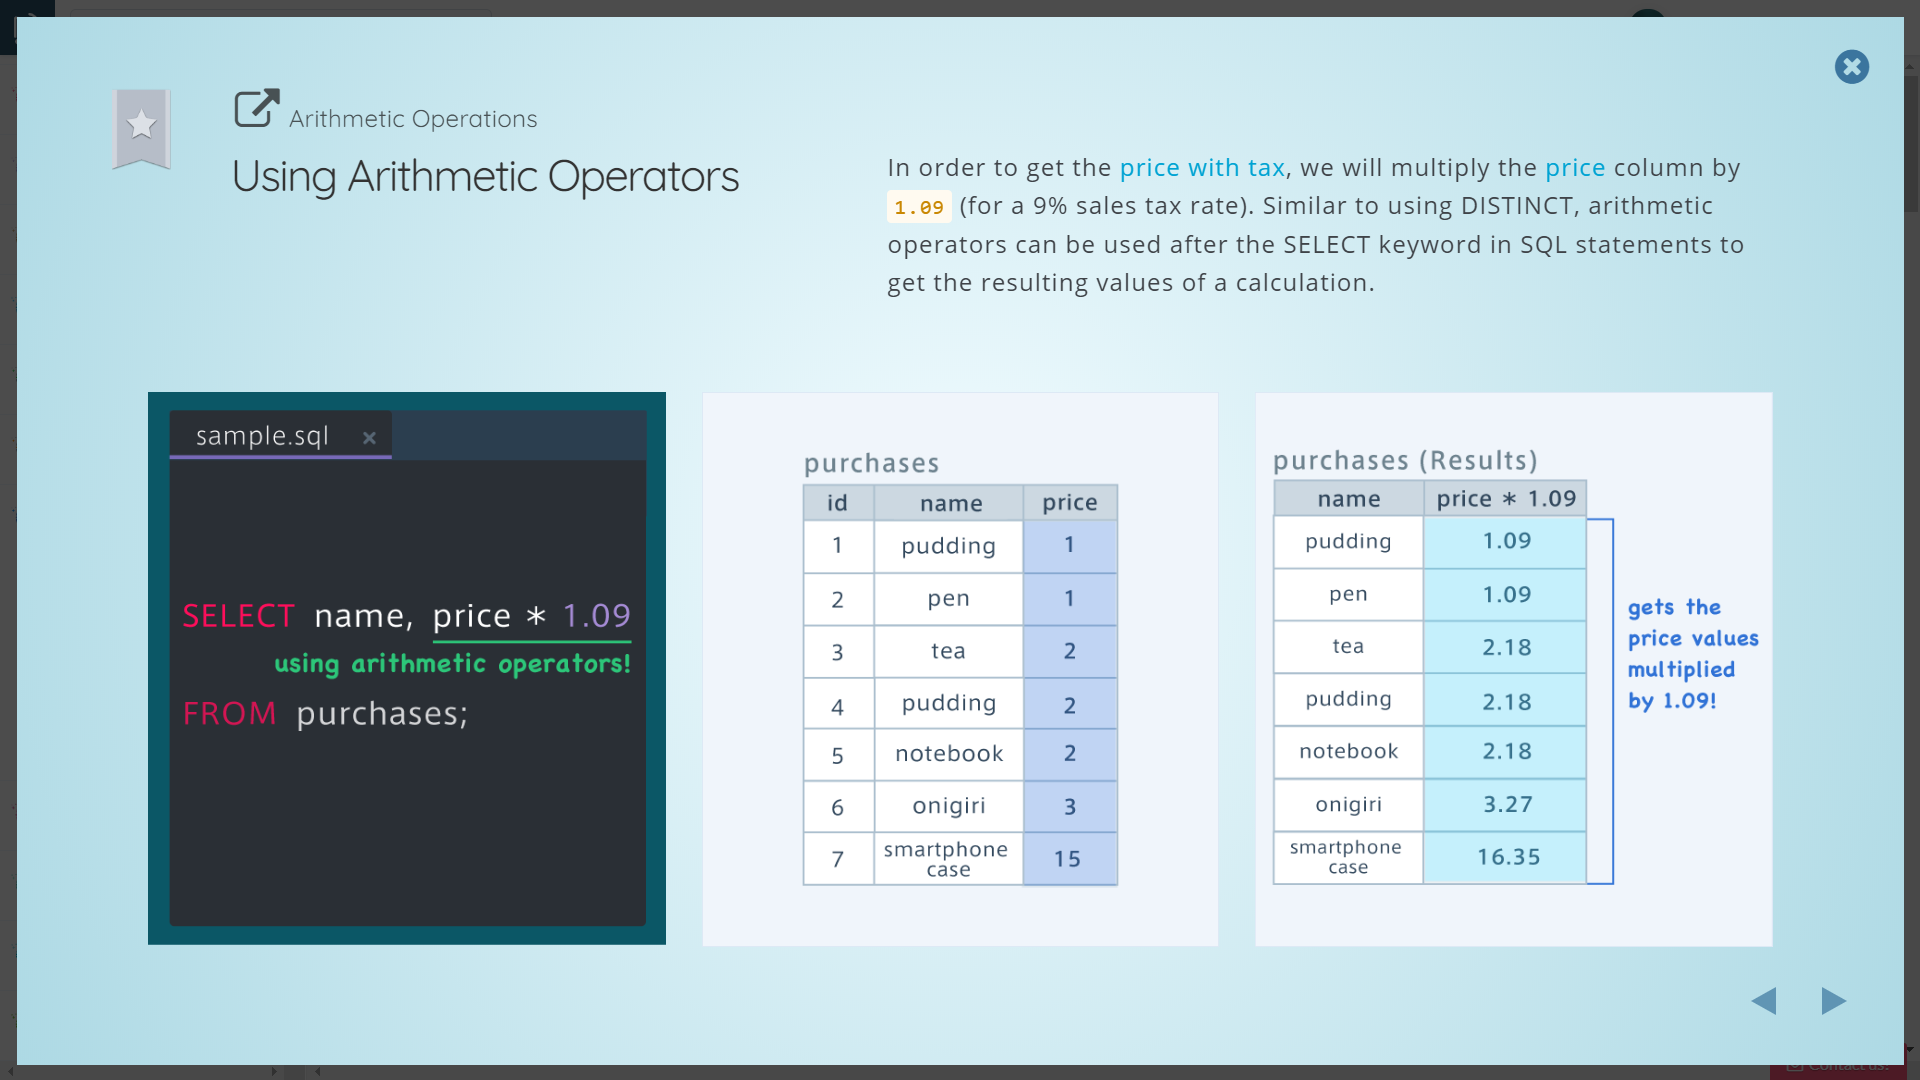 Arithmetic Operations
Using Arithmetic Operators
In order to get the price with tax, we will multiply the price column by
1.09 (for a 9% sales tax rate). Similar to using DISTINCT, arithmetic
operators can be used after the SELECT keyword in SQL statements to
get the resulting values of a calculation.
sample.sql ×
SELECT name, price * 1.09
using arithmetic operators!
FROM purchases;
purchases
id name price
1 pudding 1
2 pen 1
3 tea 2
4 pudding 2
5 notebook 2
6 onigiri 3
7 smartphone case 15
purchases (Results)
name price * 1.09
pudding 1.09
pen 1.09
tea 2.18
pudding 2.18
notebook 2.18
onigiri 3.27
smartphone case 16.35
gets the
price values
multiplied
by 1.09!
Contact us!